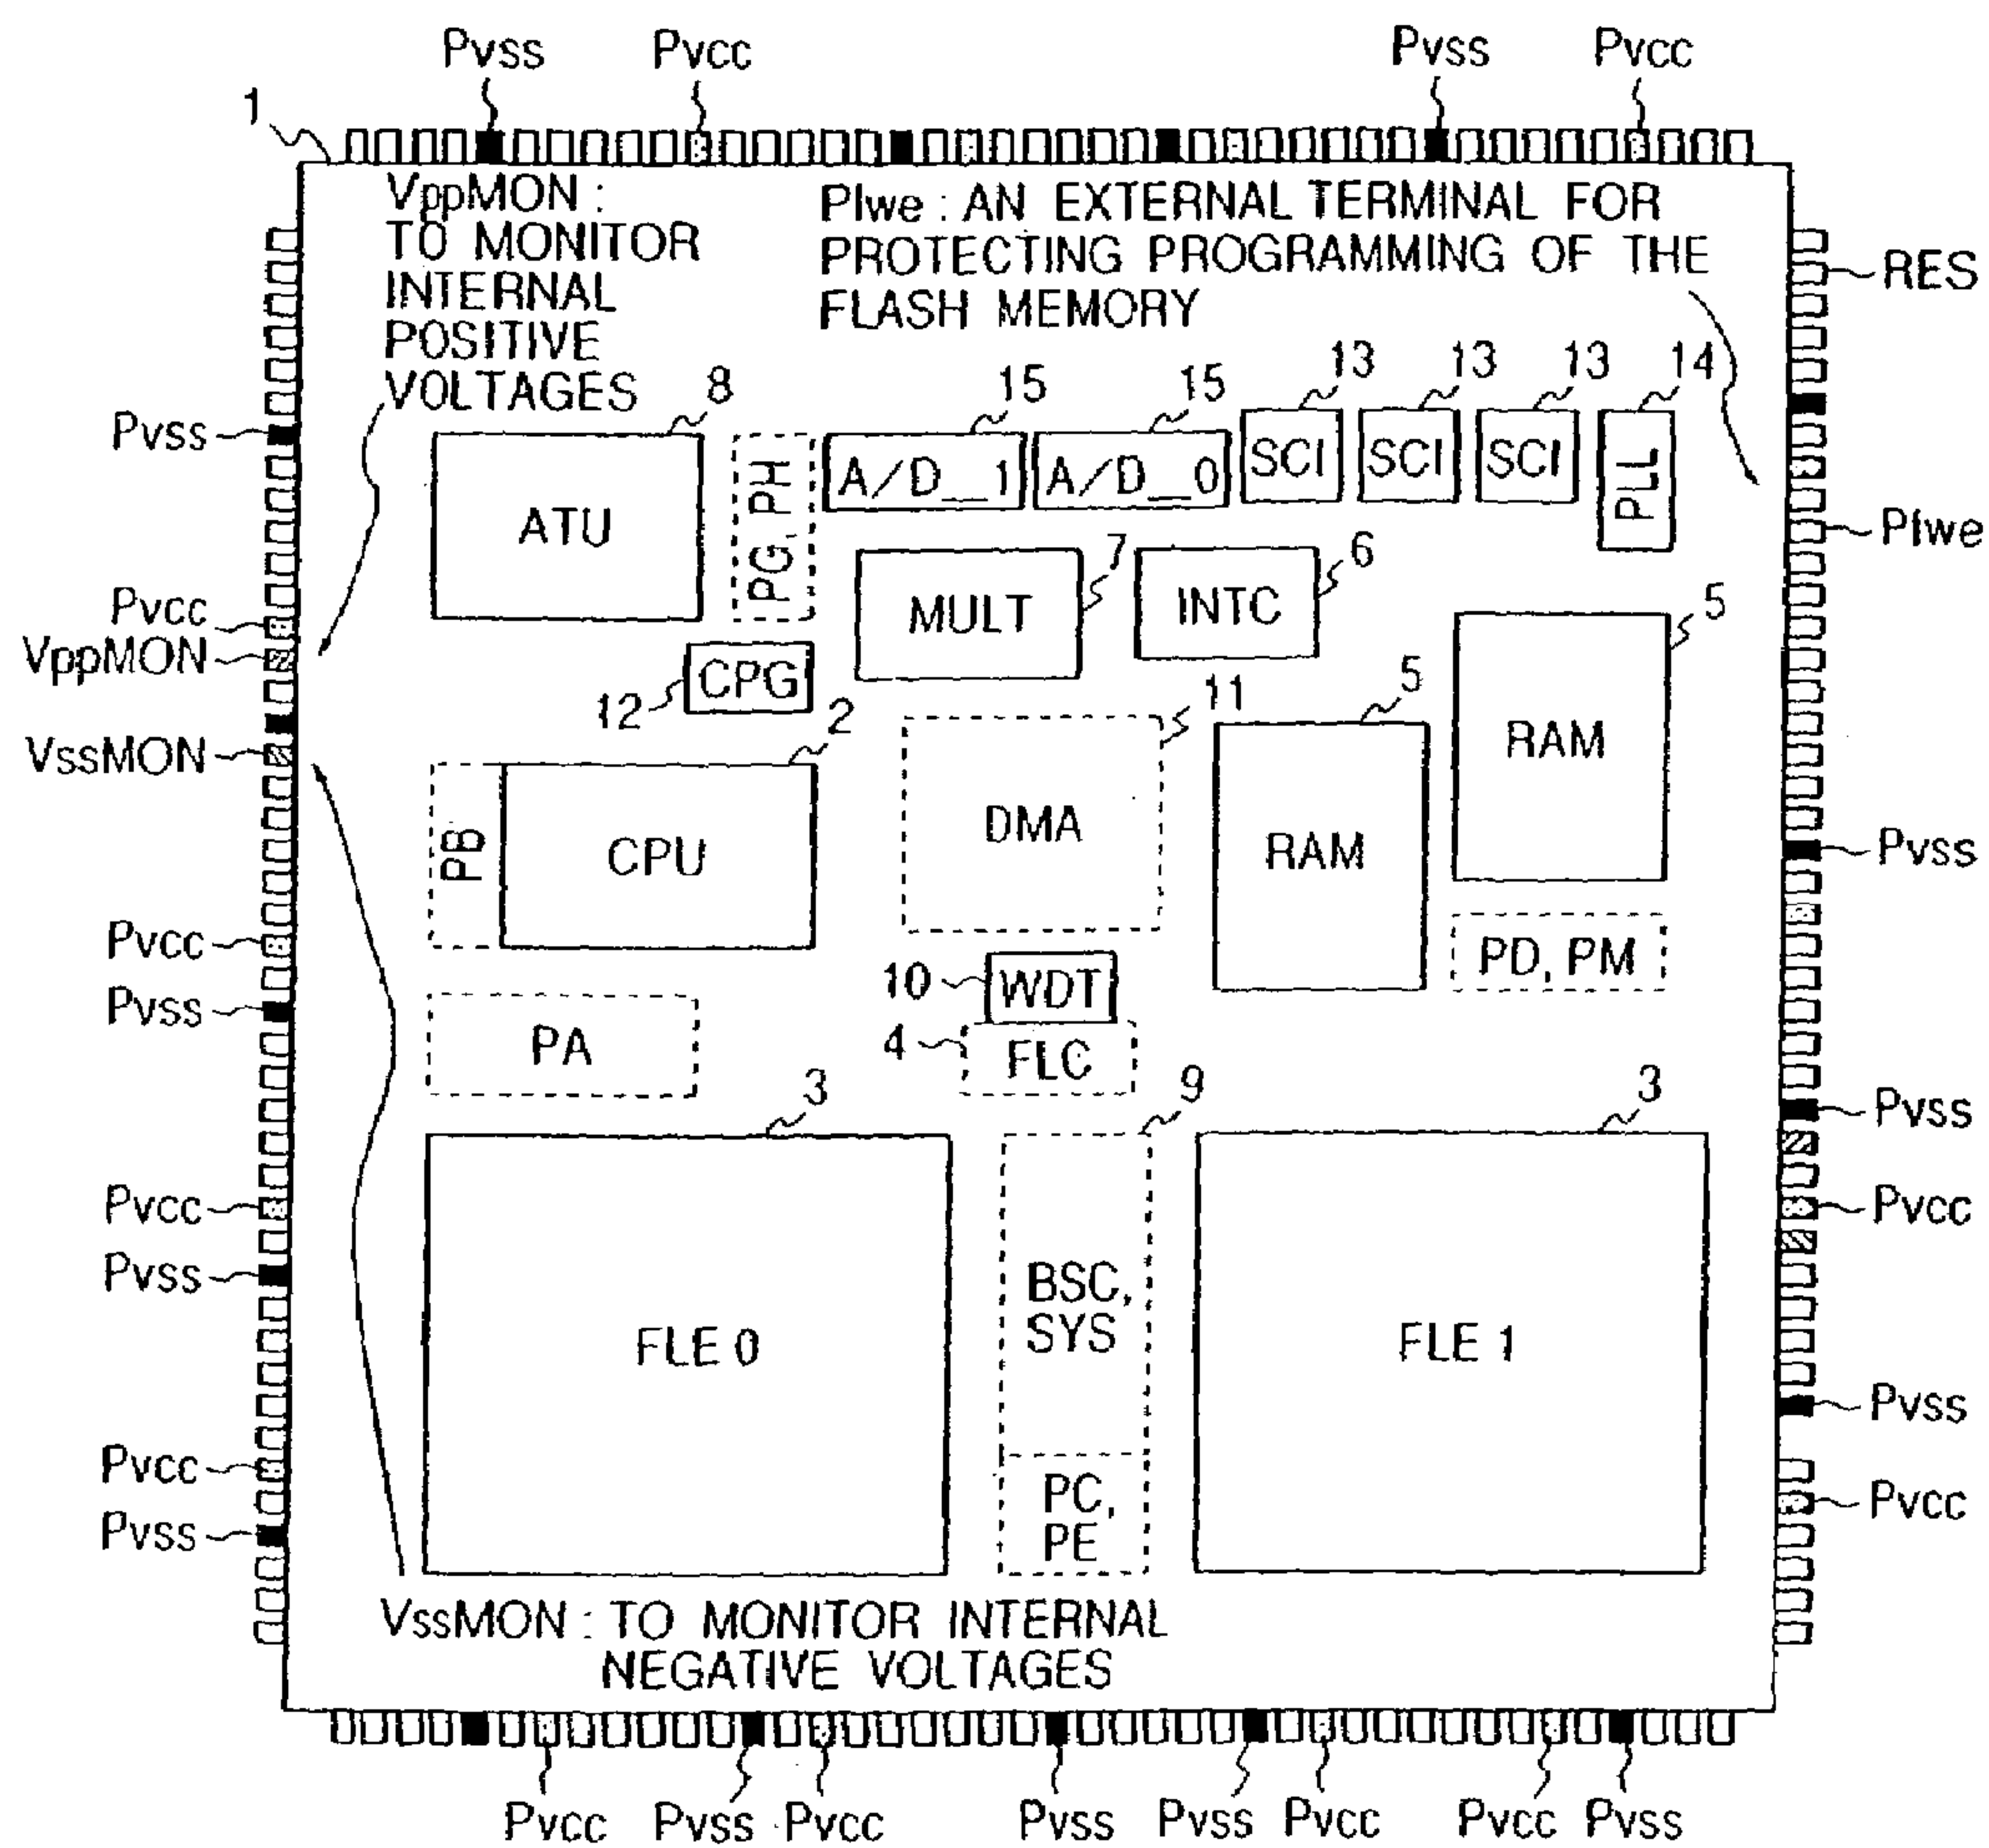 Pvss Pvcc Pvss Pvcc
1
VppMON :
TO MONITOR
INTERNAL
POSITIVE
VOLTAGES
Pfwe : AN EXTERNAL TERMINAL FOR
PROTECTING PROGRAMMING OF THE
FLASH MEMORY
RES
8 15 15 13 13 13 14
Pvss
ATU
PG, PH
A/D_1
A/D_0
SCI
SCI
SCI
PLL
Pfwe
7
6
MULT
INTC
5
Pvcc
VppMON
CPG
12
2
11
5
RAM
VssMON
PB
CPU
DMA
RAM
Pvss
Pvcc
PD, PM
10
WDT
Pvss
PA
4
FLC
3
9
3
Pvss
Pvcc
Pvcc
Pvss
BSC,
SYS
FLE 0
FLE 1
Pvss
Pvcc
PC,
PE
Pvcc
Pvss
VssMON : TO MONITOR INTERNAL
NEGATIVE VOLTAGES
Pvcc Pvss Pvcc Pvss Pvss Pvcc Pvcc Pvss